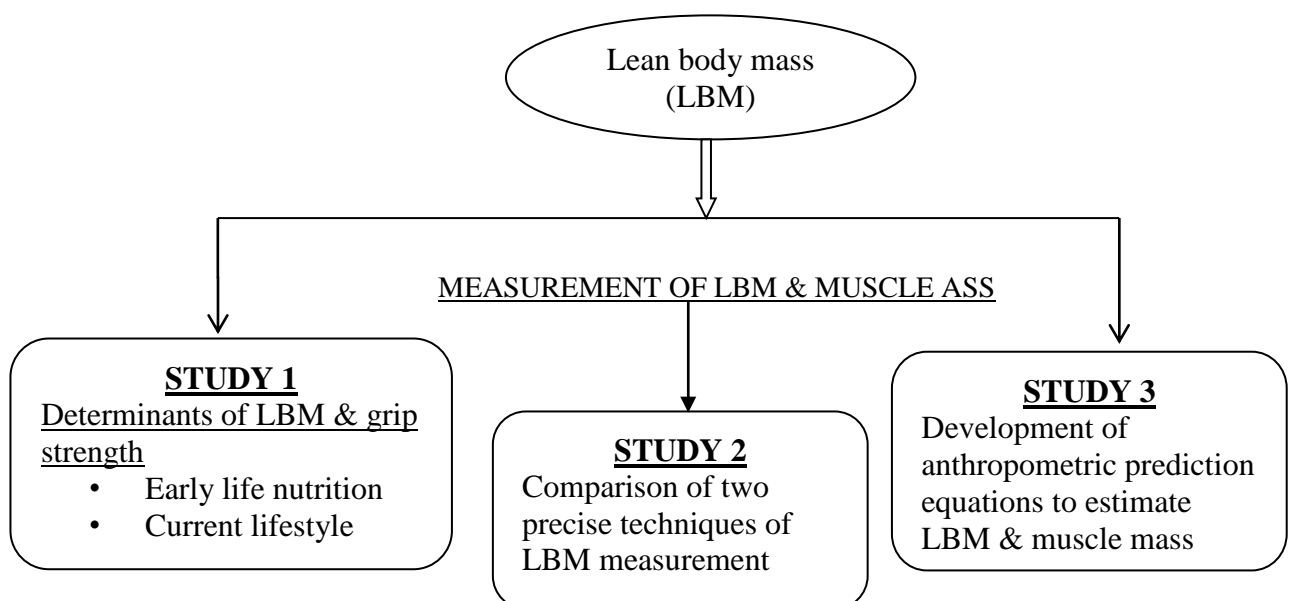 Lean body mass
(LBM)
MEASUREMENT OF LBM & MUSCLE ASS
STUDY 1
Determinants of LBM & grip
strength
• Early life nutrition
• Current lifestyle
STUDY 2
Comparison of two
precise techniques of
LBM measurement
STUDY 3
Development of
anthropometric prediction
equations to estimate
LBM & muscle mass